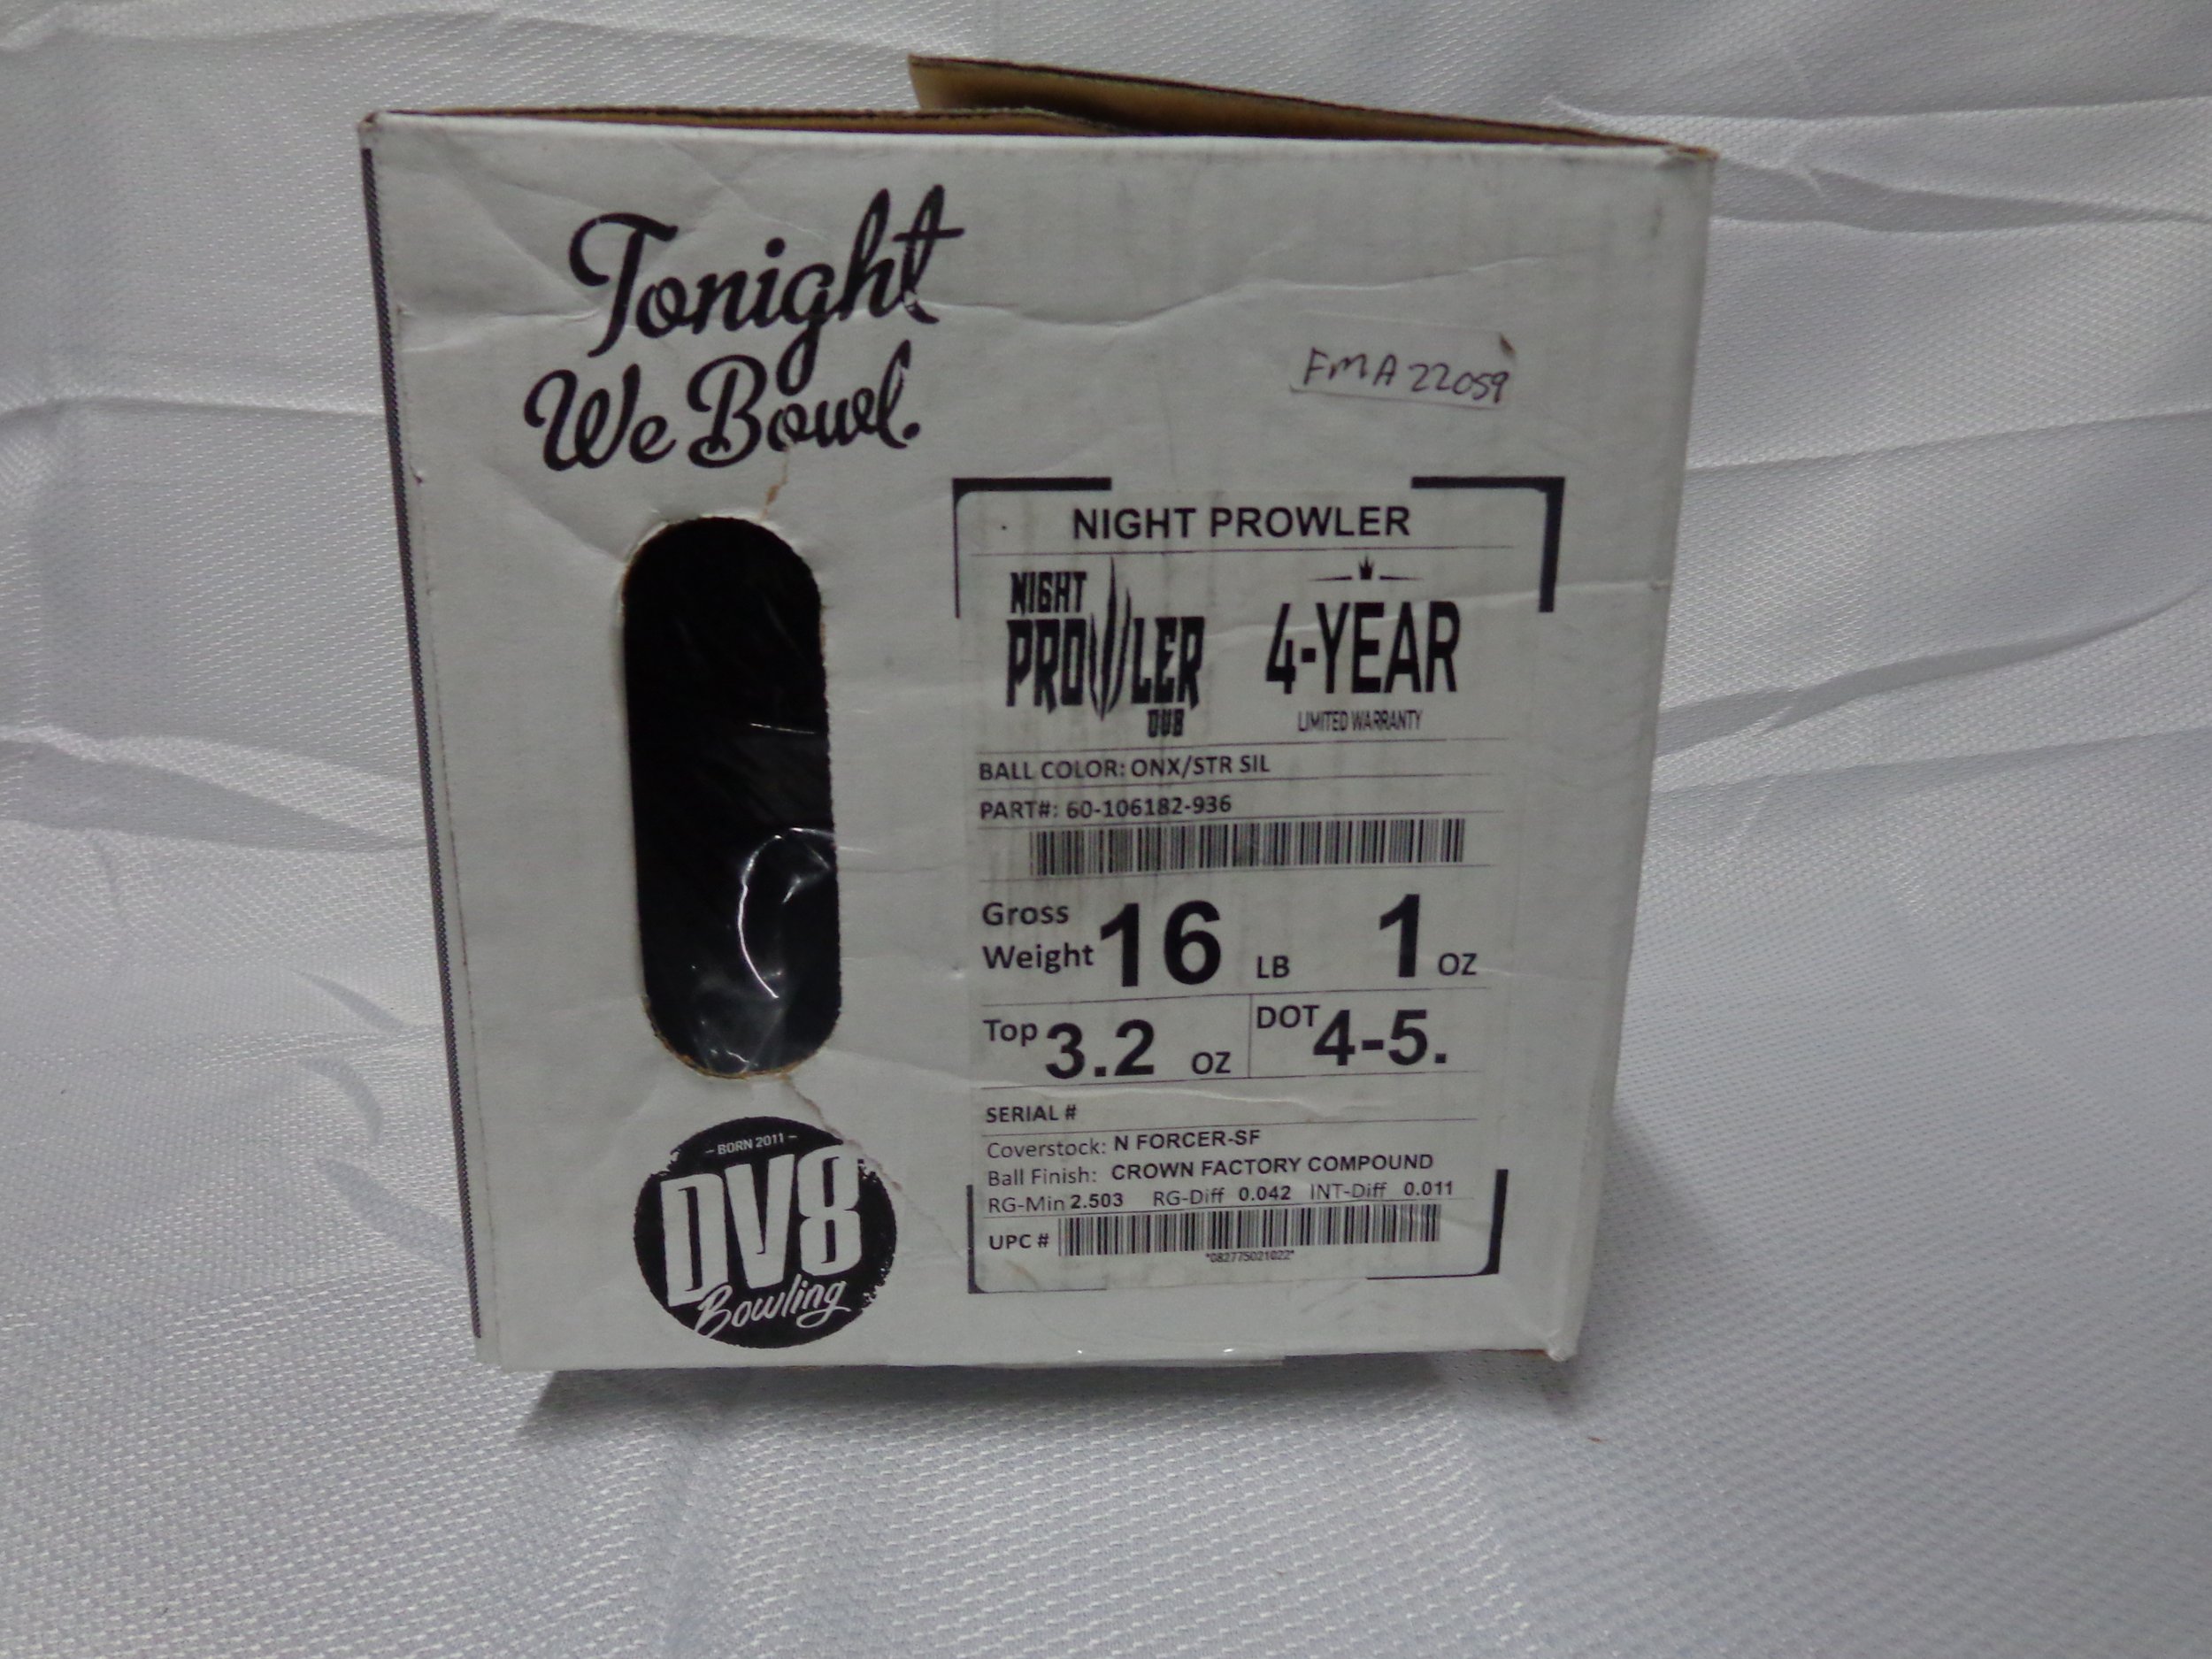 Tonight
We Bowl.
FMA22059
NIGHT PROWLER
NIGHT
PROWLER
DV8
4-YEAR
LIMITED WARRANTY
BALL COLOR: ONX/STR SIL
PART#: 60-106182-936
Gross
Weight 16 LB 1 OZ
Top 3.2 OZ DOT 4-5.
SERIAL #
Coverstock: N FORCER-SF
Ball Finish: CROWN FACTORY COMPOUND
RG-Min 2.503 RG-Diff 0.042 INT-Diff 0.011
UPC #
*082775021022*
– BORN 2011 –
DV8
Bowling